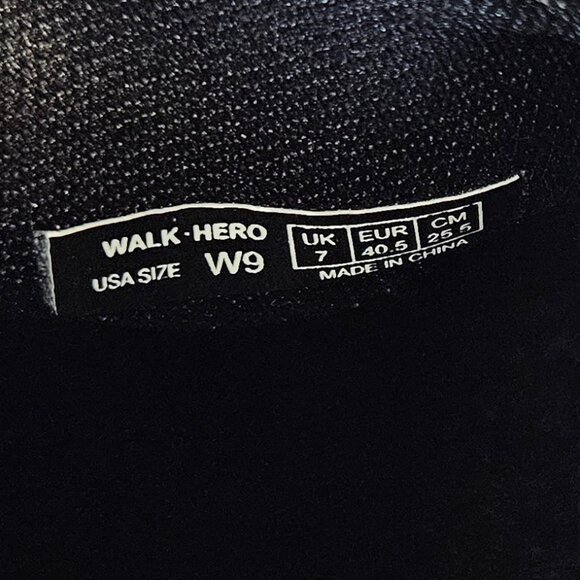 WALK·HERO
USA SIZE W9
UK EUR CM
7 40.5 25.5
MADE IN CHINA